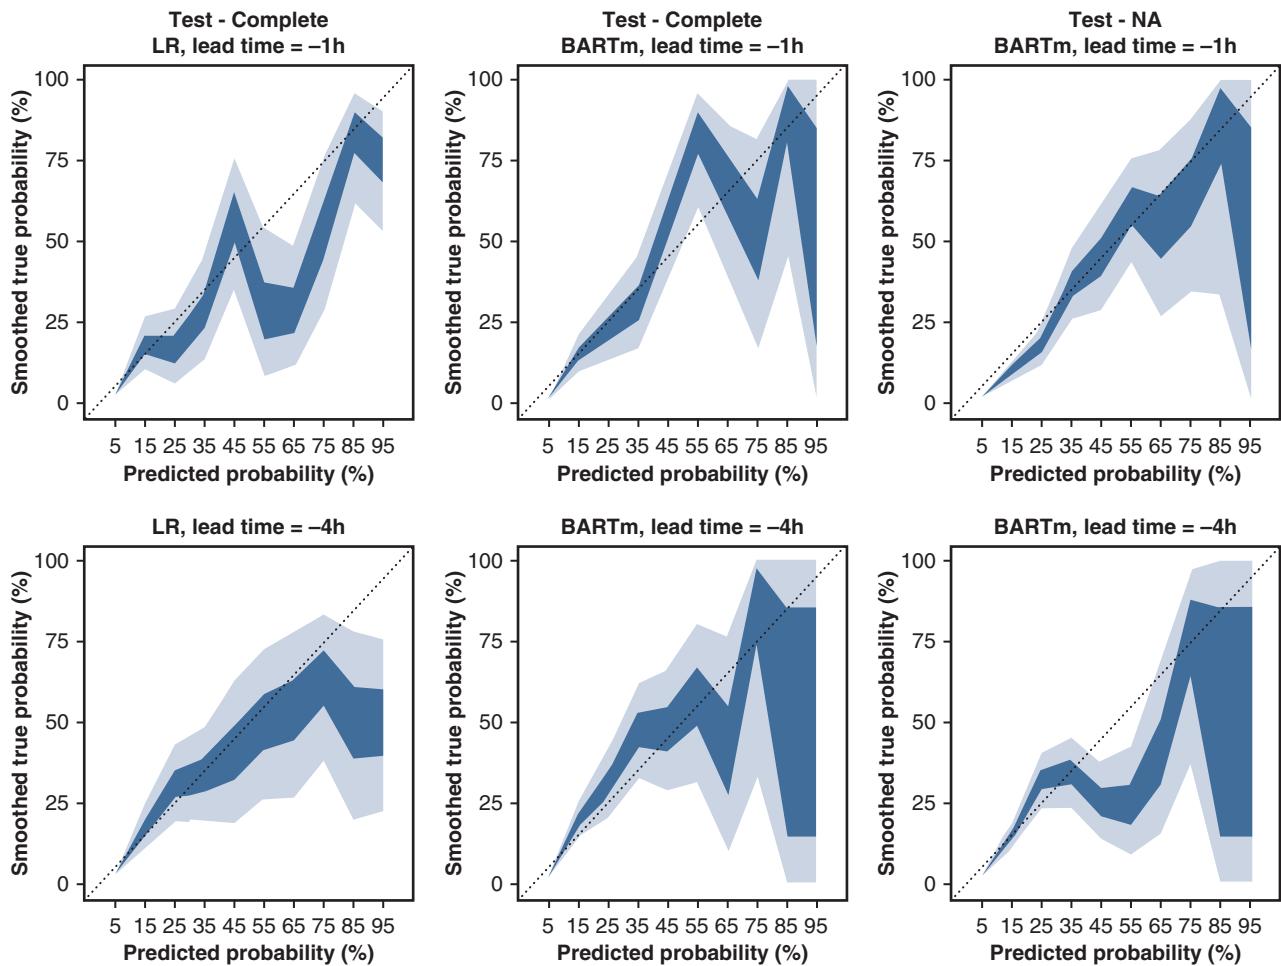 Test - Complete
LR, lead time = –1h
Test - Complete
BARTm, lead time = –1h
Test - NA
BARTm, lead time = –1h
Smoothed true probability (%)
100
75
50
25
0
5 15 25 35 45 55 65 75 85 95
Predicted probability (%)
Smoothed true probability (%)
100
75
50
25
0
5 15 25 35 45 55 65 75 85 95
Predicted probability (%)
Smoothed true probability (%)
100
75
50
25
0
5 15 25 35 45 55 65 75 85 95
Predicted probability (%)
LR, lead time = –4h
Smoothed true probability (%)
100
75
50
25
0
5 15 25 35 45 55 65 75 85 95
Predicted probability (%)
BARTm, lead time = –4h
Smoothed true probability (%)
100
75
50
25
0
5 15 25 35 45 55 65 75 85 95
Predicted probability (%)
BARTm, lead time = –4h
Smoothed true probability (%)
100
75
50
25
0
5 15 25 35 45 55 65 75 85 95
Predicted probability (%)